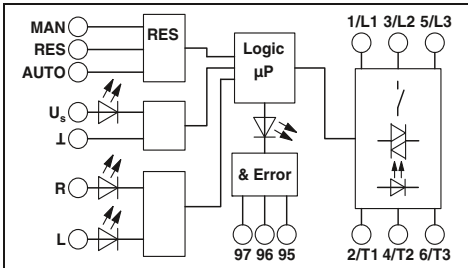 MAN
RES
AUTO
RES
Us
⊥
R
L
Logic
µP
& Error
97 96 95
1/L1 3/L2 5/L3
2/T1 4/T2 6/T3